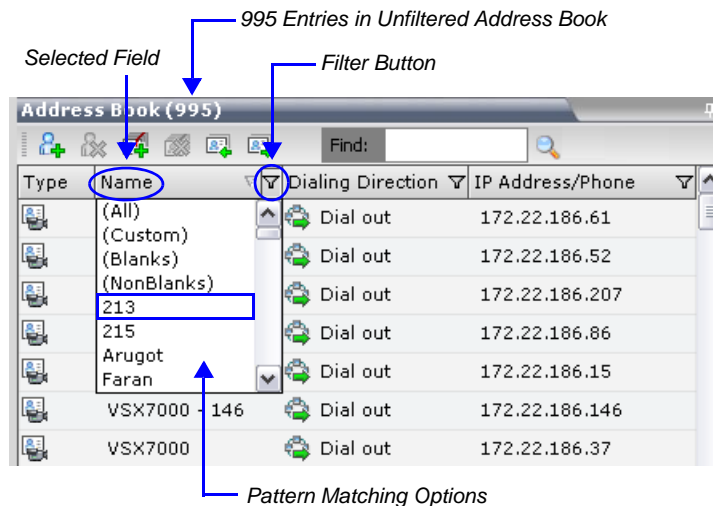 995 Entries in Unfiltered Address Book
Selected Field
Filter Button
Address Book (995)
Find:
Type Name Dialing Direction IP Address/Phone
(All)
(Custom)
(Blanks)
(NonBlanks)
213
215
Arugot
Faran
Dial out 172.22.186.61
Dial out 172.22.186.52
Dial out 172.22.186.207
Dial out 172.22.186.86
Dial out 172.22.186.15
VSX7000 - 146 Dial out 172.22.186.146
VSX7000 Dial out 172.22.186.37
Pattern Matching Options